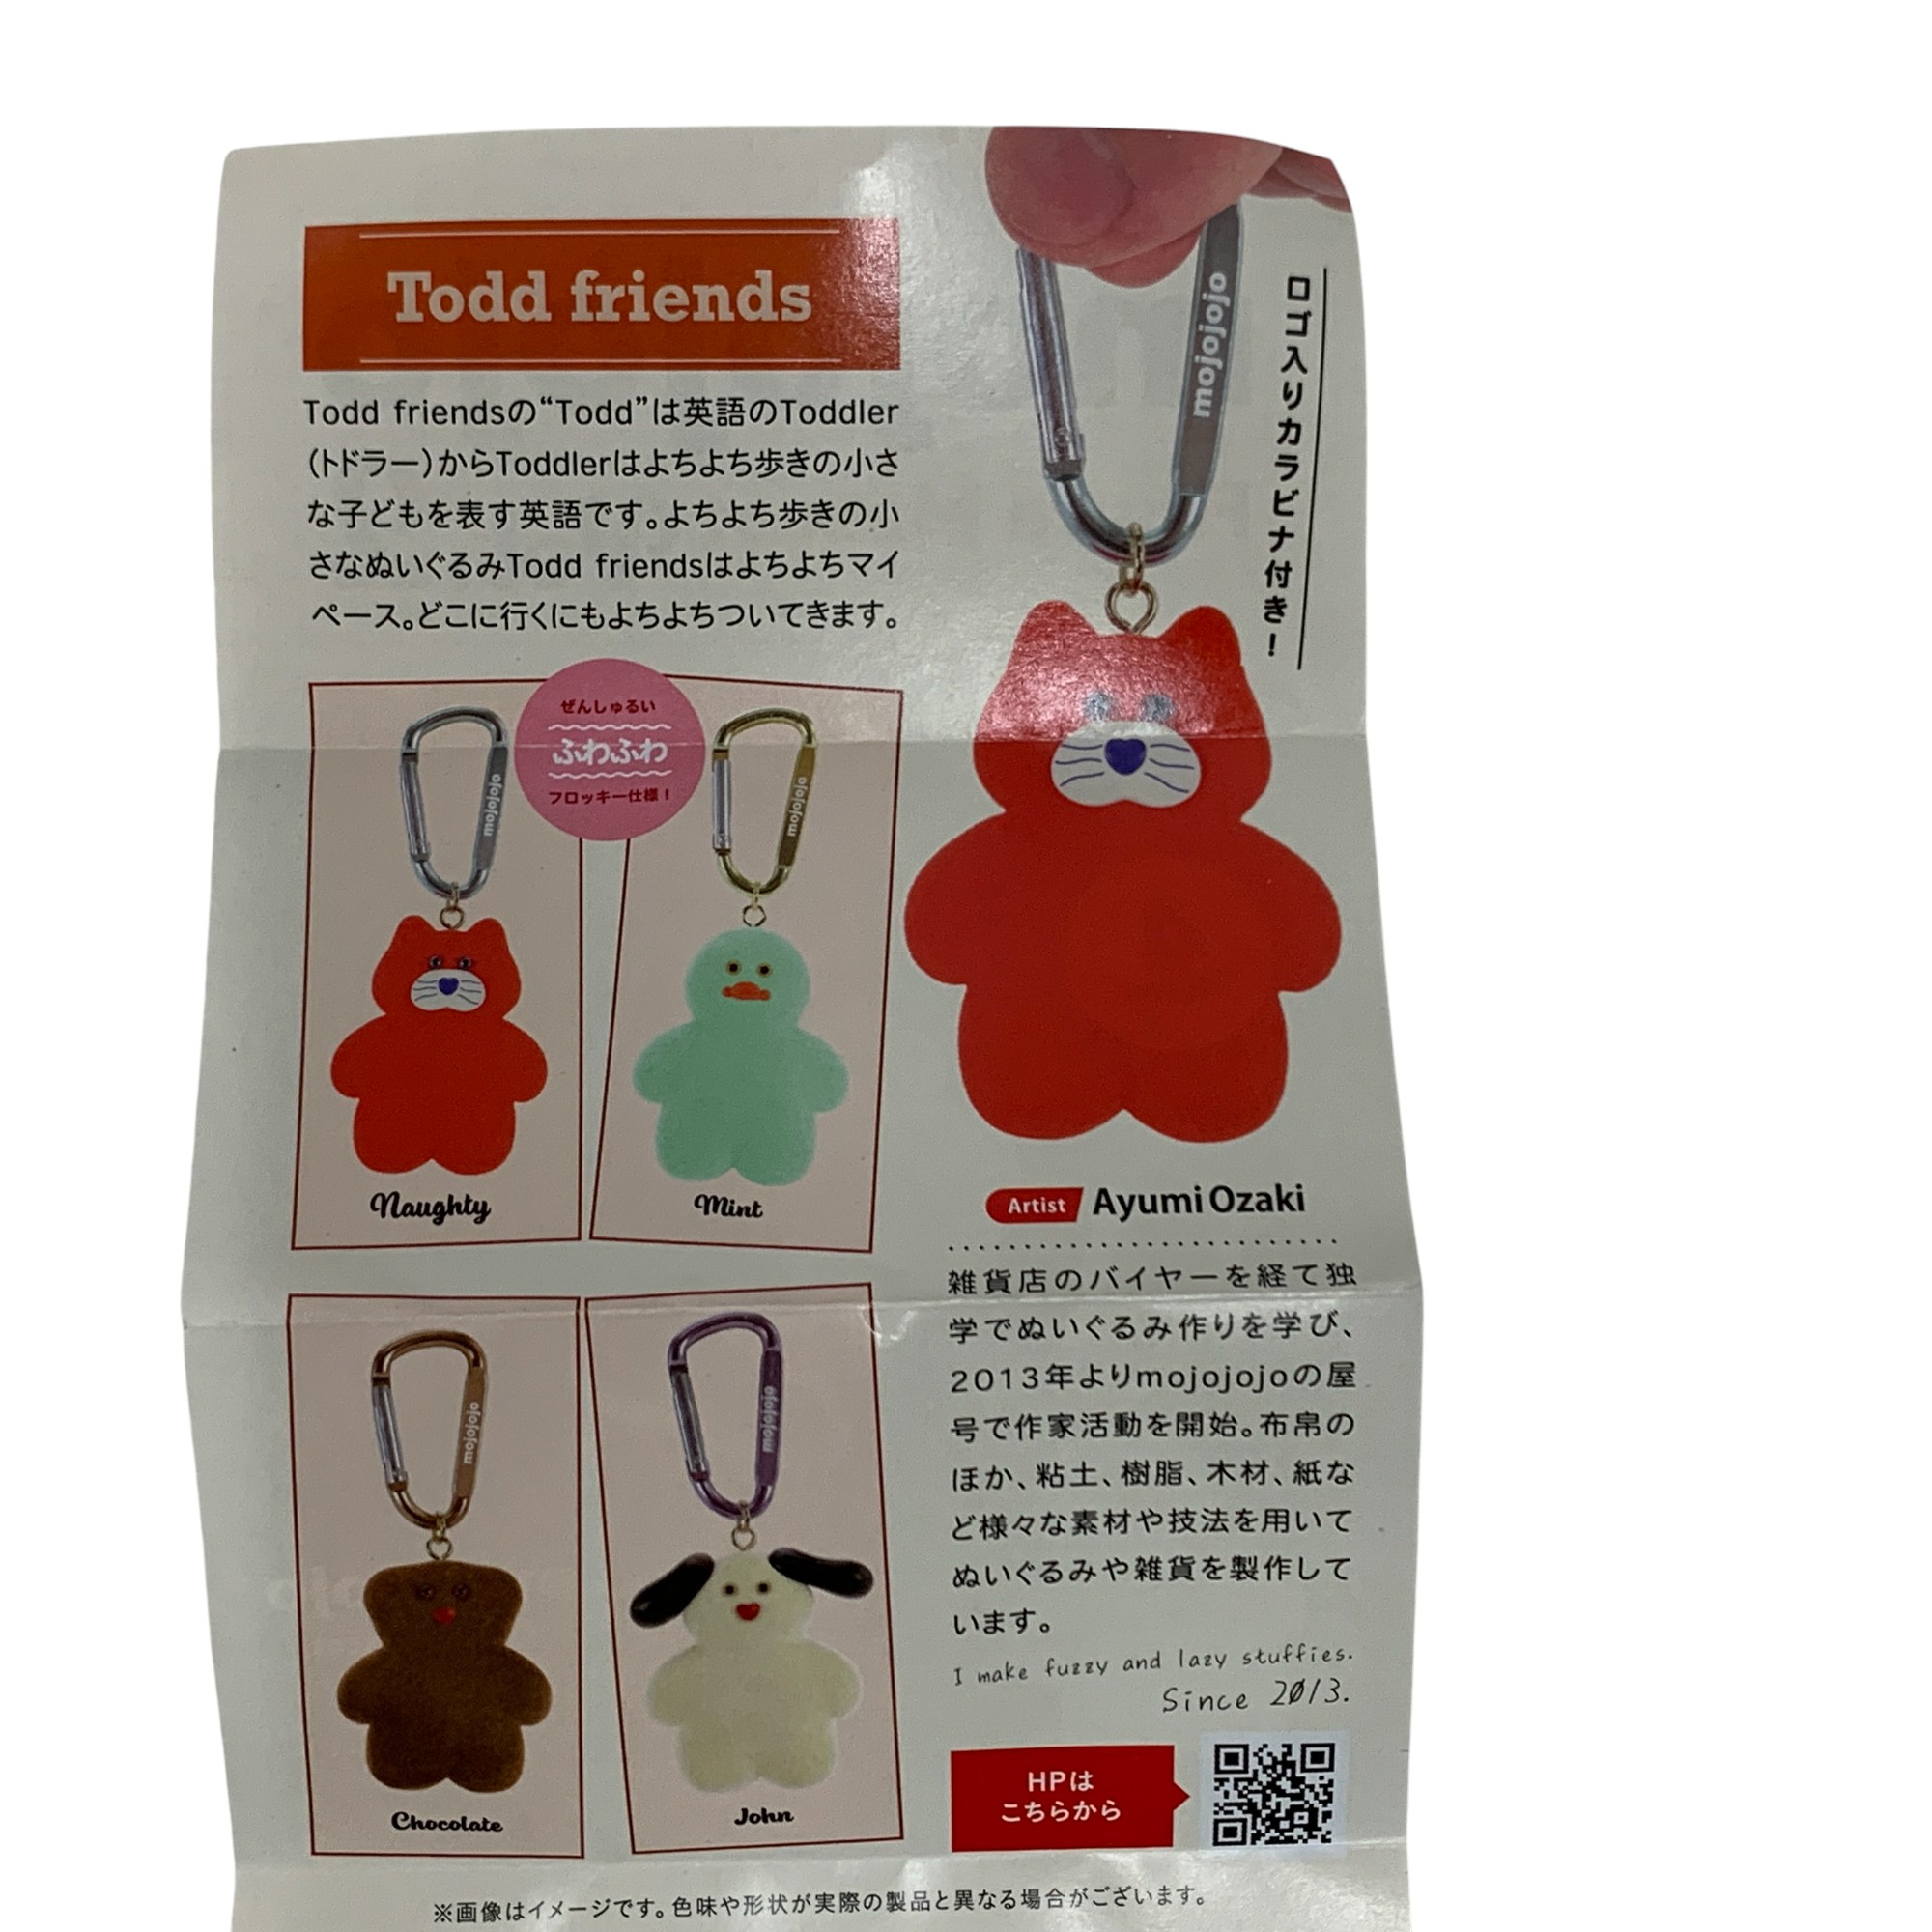 Todd friends
Todd friendsの“Todd”は英語のToddler
（トドラー）からToddlerはよちよち歩きの小さ
な子どもを表す英語です。よちよち歩きの小
さなぬいぐるみTodd friendsはよちよちマイ
ペース。どこに行くにもよちよちついてきます。
mojojojo
ロゴ入りカラビナ付き！
ぜんしゅるい
ふわふわ
フロッキー仕様！
mojojojo
mojojojo
Naughty
Mint
mojojojo
mojojojo
Chocolate
John
Artist Ayumi Ozaki
雑貨店のバイヤーを経て独
学でぬいぐるみ作りを学び、
2013年よりmojojojoの屋
号で作家活動を開始。布帛の
ほか、粘土、樹脂、木材、紙な
ど様々な素材や技法を用いて
ぬいぐるみや雑貨を製作して
います。
I make fuzzy and lazy stuffies.
Since 2013.
HPは
こちらから
※画像はイメージです。色味や形状が実際の製品と異なる場合がございます。